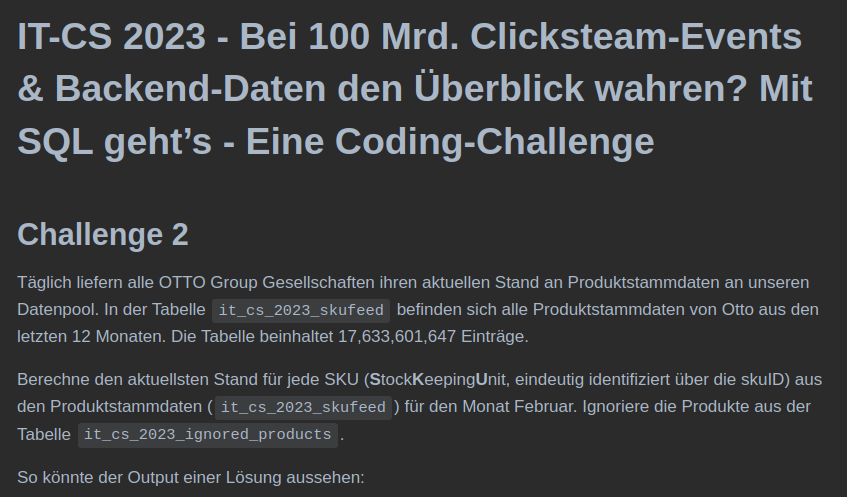 IT-CS 2023 - Bei 100 Mrd. Clicksteam-Events
& Backend-Daten den Überblick wahren? Mit
SQL geht’s - Eine Coding-Challenge
Challenge 2
Täglich liefern alle OTTO Group Gesellschaften ihren aktuellen Stand an Produktstammdaten an unseren
Datenpool. In der Tabelle it_cs_2023_skufeed befinden sich alle Produktstammdaten von Otto aus den
letzten 12 Monaten. Die Tabelle beinhaltet 17,633,601,647 Einträge.
Berechne den aktuellsten Stand für jede SKU (StockKeepingUnit, eindeutig identifiziert über die skuID) aus
den Produktstammdaten (it_cs_2023_skufeed) für den Monat Februar. Ignoriere die Produkte aus der
Tabelle it_cs_2023_ignored_products.
So könnte der Output einer Lösung aussehen: